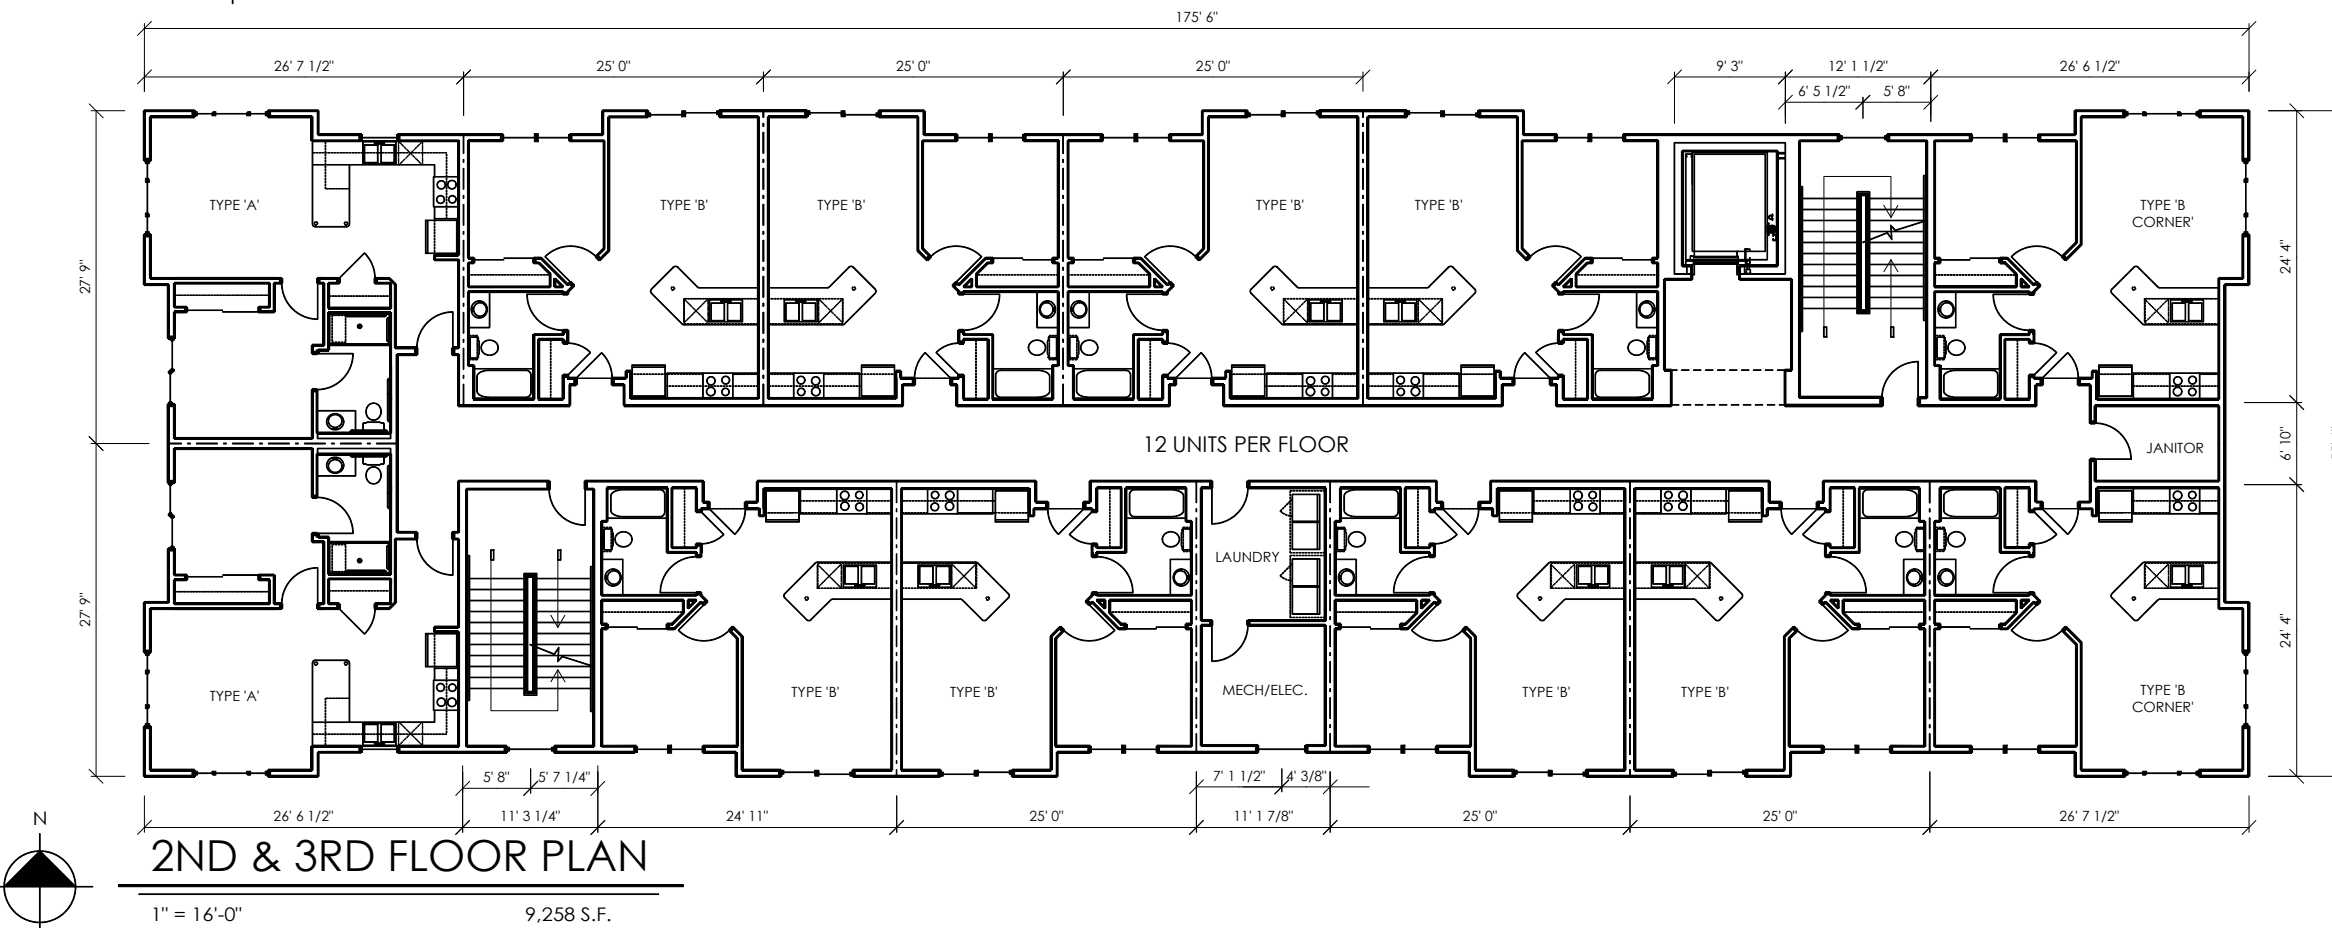 175' 6"
26' 7 1/2"
25' 0"
25' 0"
25' 0"
9' 3"
12' 1 1/2"
26' 6 1/2"
6' 5 1/2"
5' 8"
TYPE 'A'
TYPE 'B'
TYPE 'B'
TYPE 'B'
TYPE 'B'
TYPE 'B
CORNER'
27' 9"
24' 4"
12 UNITS PER FLOOR
JANITOR
6' 10"
LAUNDRY
27' 9"
24' 4"
TYPE 'A'
TYPE 'B'
TYPE 'B'
MECH/ELEC.
TYPE 'B'
TYPE 'B'
TYPE 'B
CORNER'
5' 8"
5' 7 1/4"
7' 1 1/2"
4' 3/8"
26' 6 1/2"
11' 3 1/4"
24' 11"
25' 0"
11' 1 7/8"
25' 0"
25' 0"
26' 7 1/2"
N
2ND & 3RD FLOOR PLAN
1" = 16'-0"
9,258 S.F.